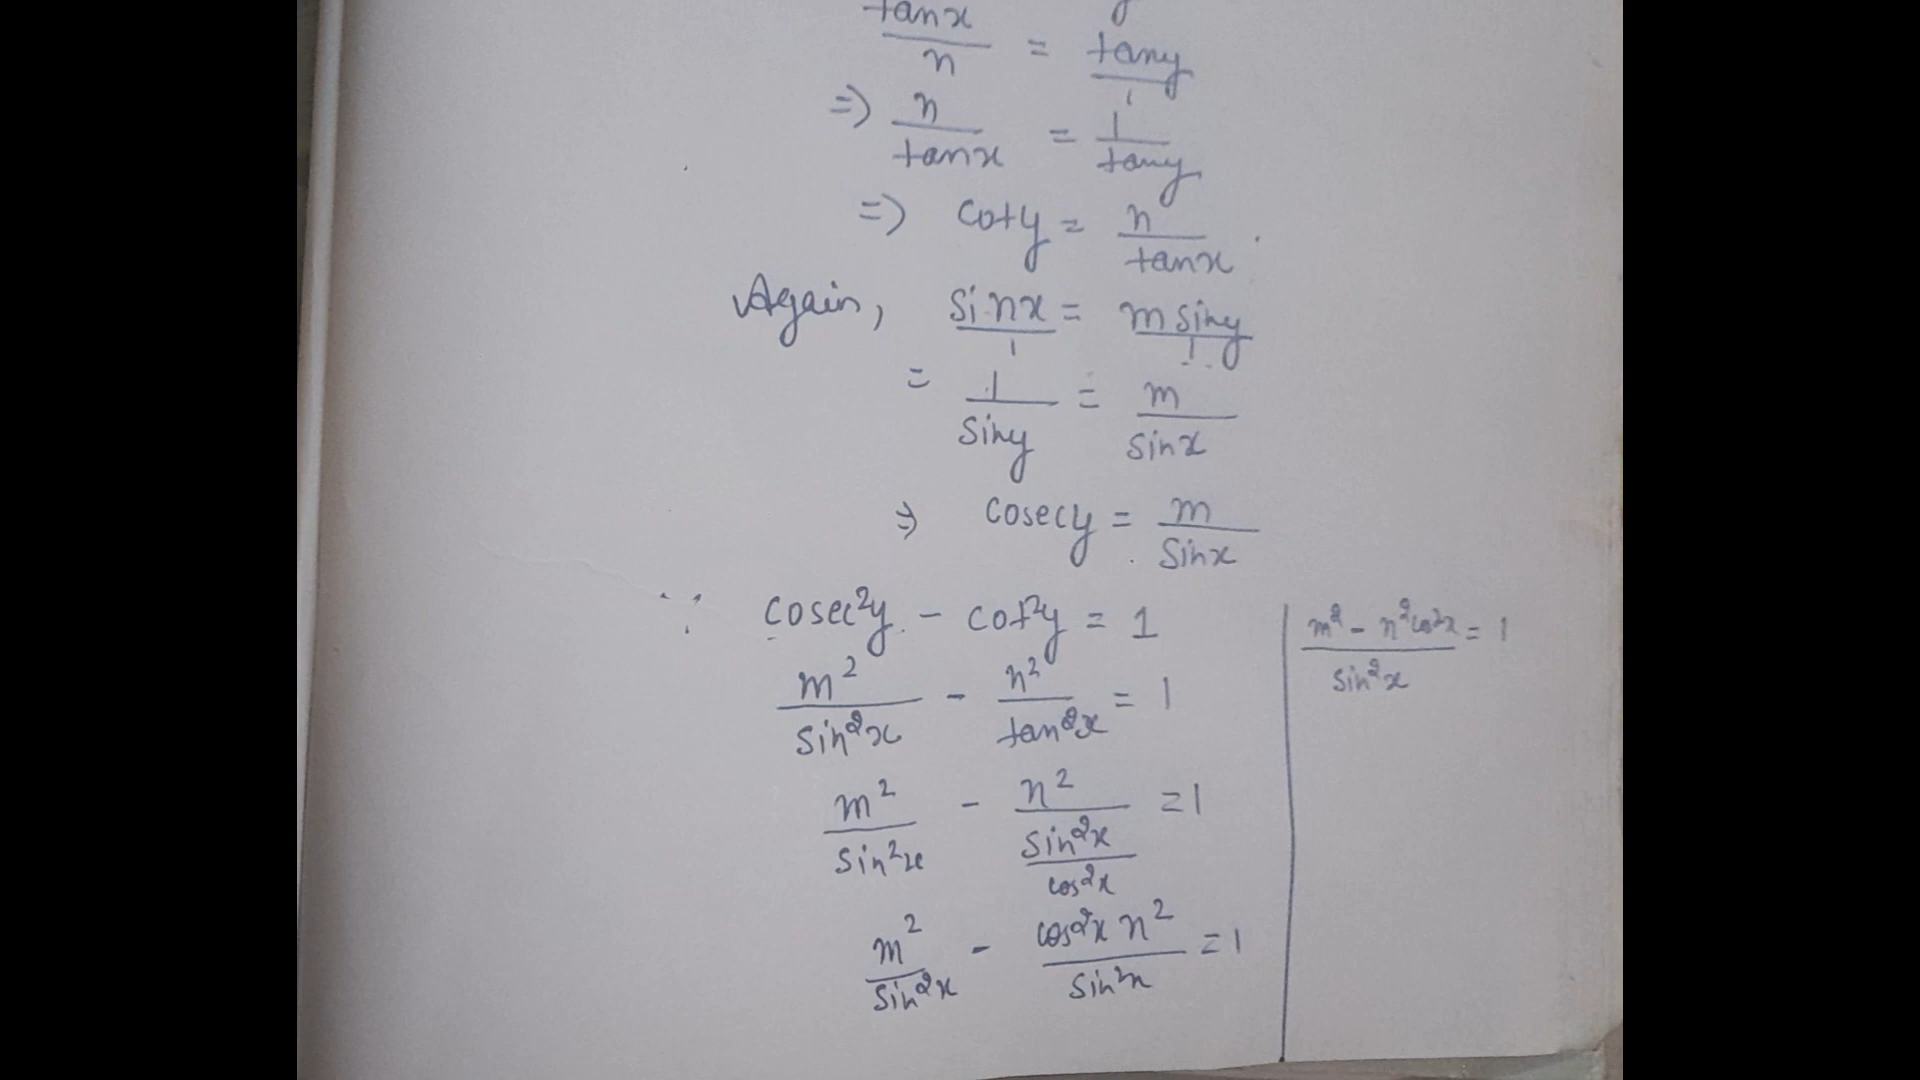 tanx/n = tany/1
=> n/tanx = 1/tany
=> coty = n/tanx
Again, sinx/1 = m siny/1
= 1/siny = m/sinx
=> cosecy = m/sinx
∵ cosec²y - cot²y = 1
m²/sin²x - n²/tan²x = 1
m²/sin²x - n²/(sin²x/cos²x) = 1
m²/sin²x - cos²x n²/sin²x = 1
(m² - n²cos²x)/sin²x = 1